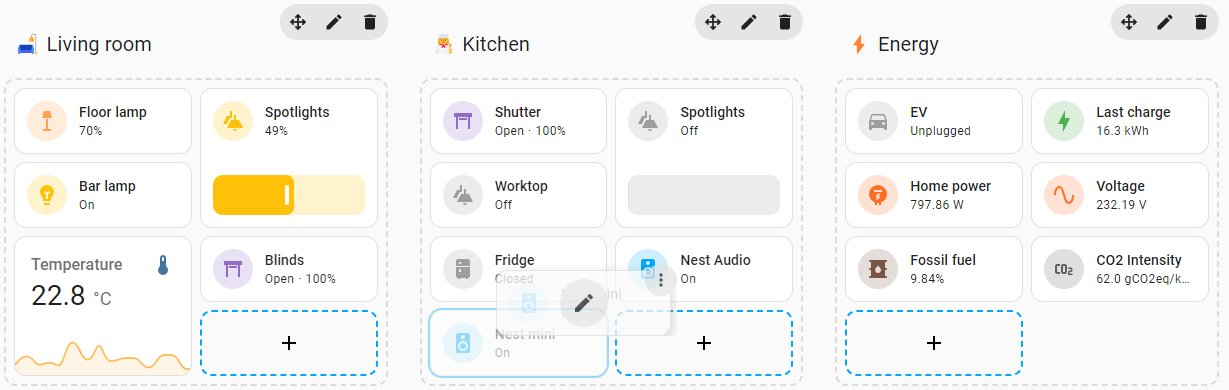 Living room
Floor lamp
70%
Spotlights
49%
Bar lamp
On
Temperature
22.8 °C
Blinds
Open · 100%
+
Kitchen
Shutter
Open · 100%
Spotlights
Off
Worktop
Off
Fridge
Closed
Nest Audio
On
mini
Nest mini
On
+
Energy
EV
Unplugged
Last charge
16.3 kWh
Home power
797.86 W
Voltage
232.19 V
Fossil fuel
9.84%
CO₂
CO2 Intensity
62.0 gCO2eq/k...
+